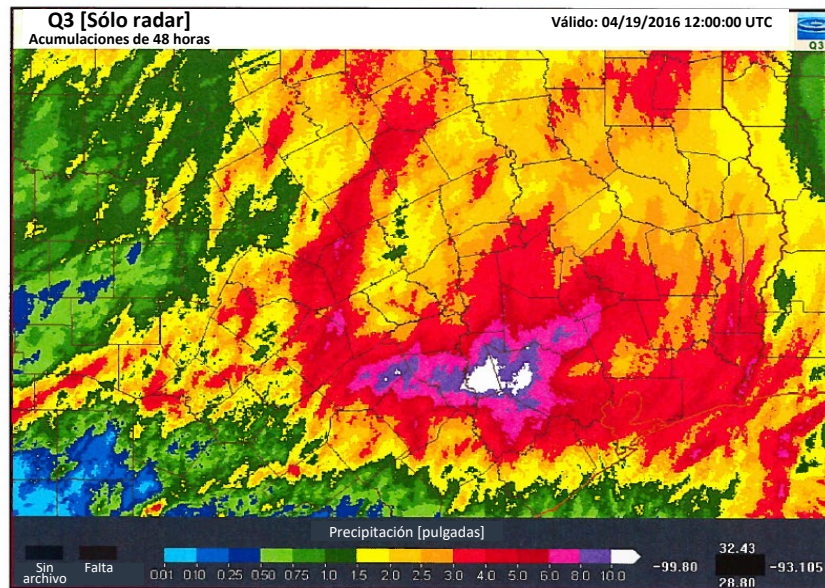 Q3 [Sólo radar]
Acumulaciones de 48 horas
Válido: 04/19/2016 12:00:00 UTC
Q3
Precipitación [pulgadas]
Sin archivo
Falta
0.01 0.10 0.25 0.50 0.75 1.0 1.5 2.0 2.5 3.0 4.0 5.0 6.0 8.0 10.0
32.43
-99.80 -93.105
28.80